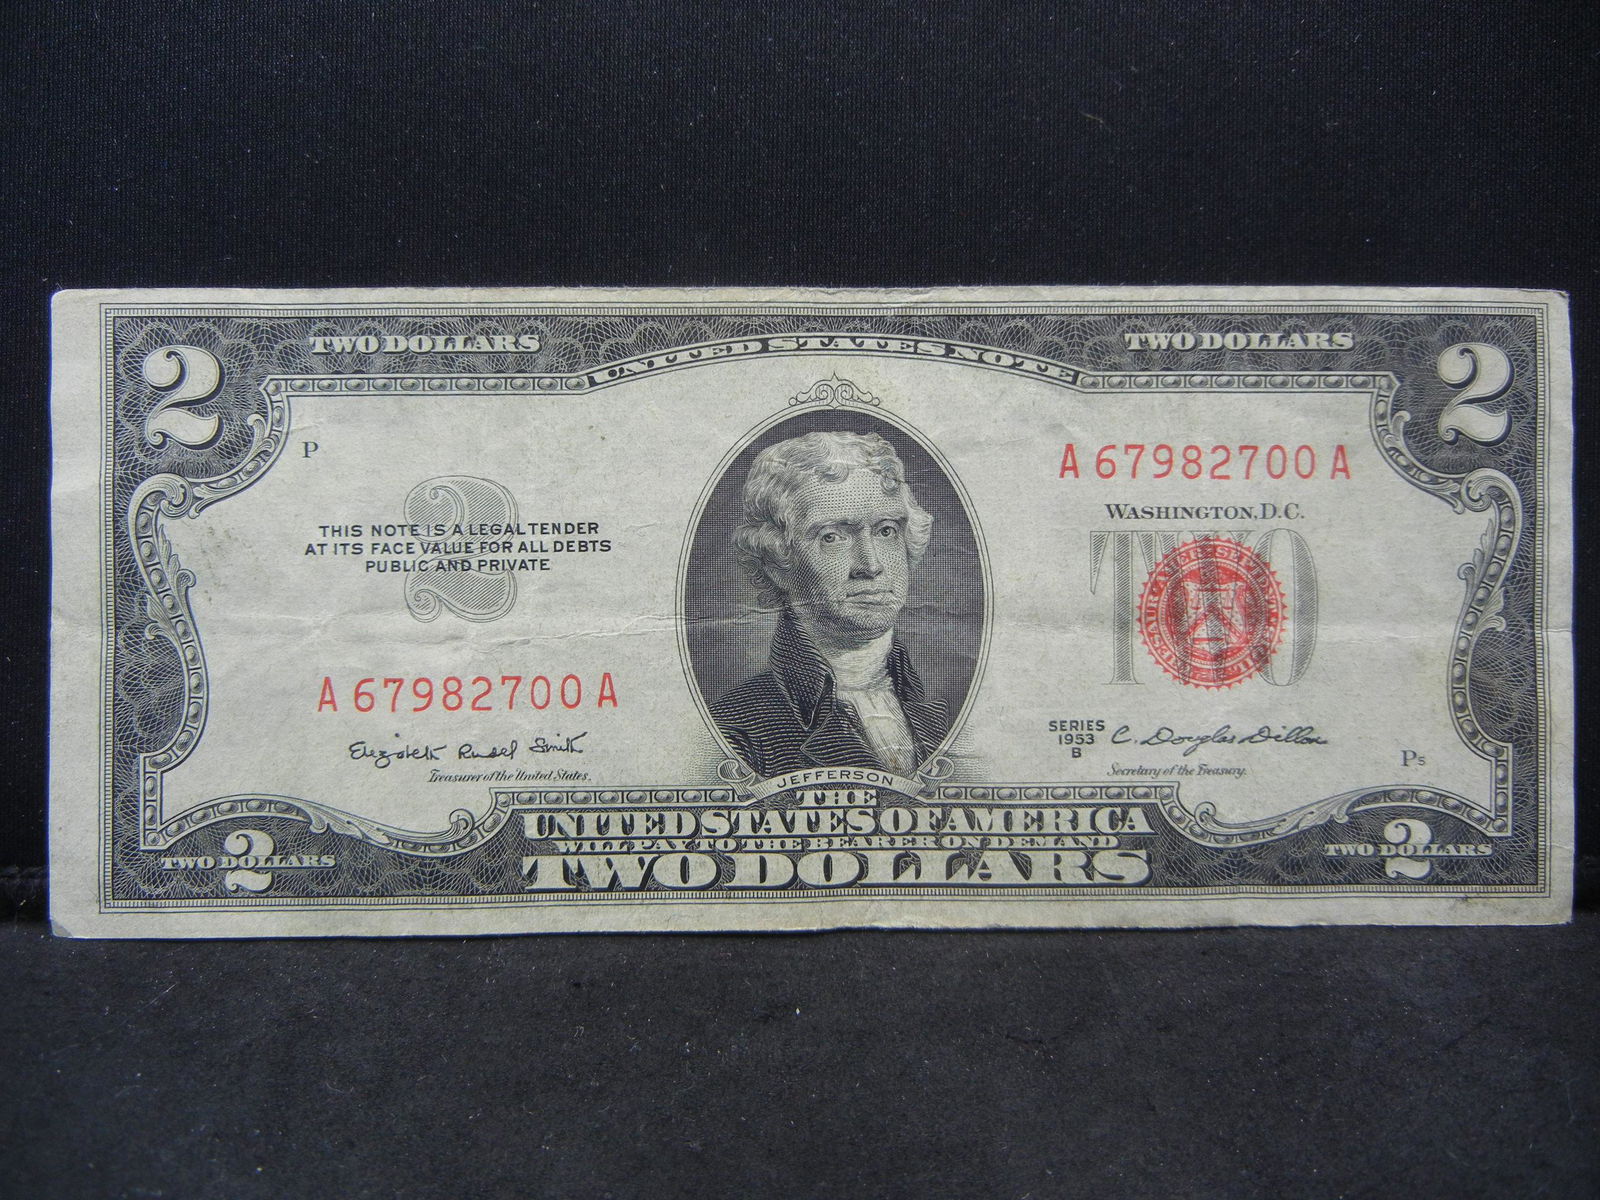 TWO DOLLARS
UNITED STATES NOTE
TWO DOLLARS
2
2
P
A 67982700 A
WASHINGTON, D.C.
2
THIS NOTE IS A LEGAL TENDER
AT ITS FACE VALUE FOR ALL DEBTS
PUBLIC AND PRIVATE
TWO
A 67982700 A
Elizabeth Rudel Smith
Treasurer of the United States.
SERIES
1953
B
C. Douglas Dillon
Secretary of the Treasury.
P5
JEFFERSON
THE
UNITED STATES OF AMERICA
WILL PAY TO THE BEARER ON DEMAND
TWO DOLLARS
TWO DOLLARS
2
TWO DOLLARS
2